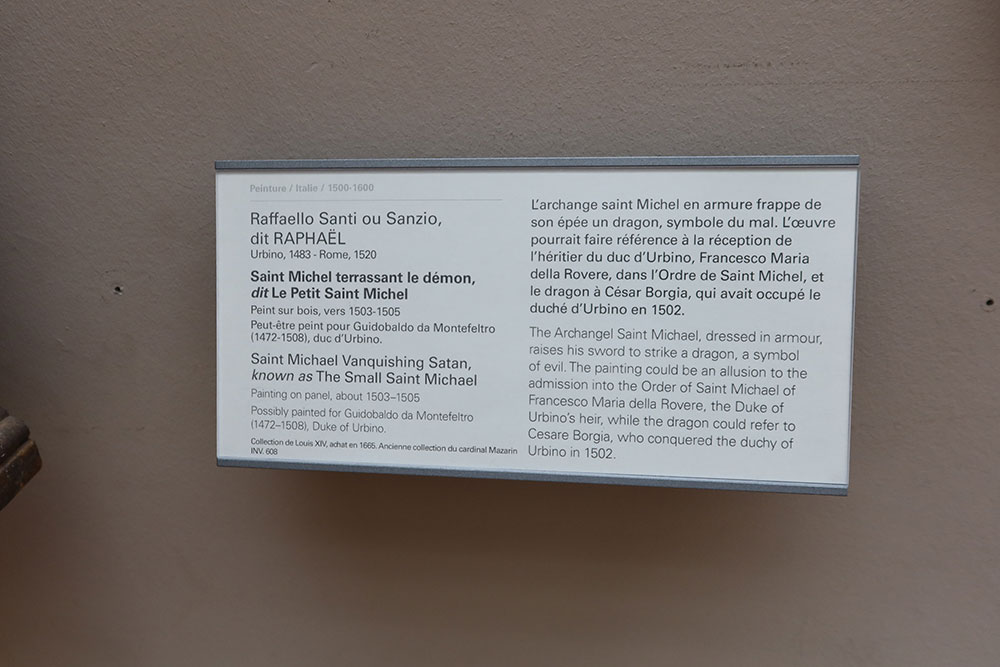 Peinture / Italie / 1500-1600
Raffaello Santi ou Sanzio,
dit RAPHAËL
Urbino, 1483 - Rome, 1520
Saint Michel terrassant le démon,
dit Le Petit Saint Michel
Peint sur bois, vers 1503-1505
Peut-être peint pour Guidobaldo da Montefeltro
(1472-1508), duc d'Urbino.
Saint Michael Vanquishing Satan,
known as The Small Saint Michael
Painting on panel, about 1503–1505
Possibly painted for Guidobaldo da Montefeltro
(1472–1508), Duke of Urbino.
Collection de Louis XIV, achat en 1665. Ancienne collection du cardinal Mazarin
INV. 608
L'archange saint Michel en armure frappe de
son épée un dragon, symbole du mal. L'œuvre
pourrait faire référence à la réception de
l'héritier du duc d'Urbino, Francesco Maria
della Rovere, dans l'Ordre de Saint Michel, et
le dragon à César Borgia, qui avait occupé le
duché d'Urbino en 1502.
The Archangel Saint Michael, dressed in armour,
raises his sword to strike a dragon, a symbol
of evil. The painting could be an allusion to the
admission into the Order of Saint Michael of
Francesco Maria della Rovere, the Duke of
Urbino's heir, while the dragon could refer to
Cesare Borgia, who conquered the duchy of
Urbino in 1502.